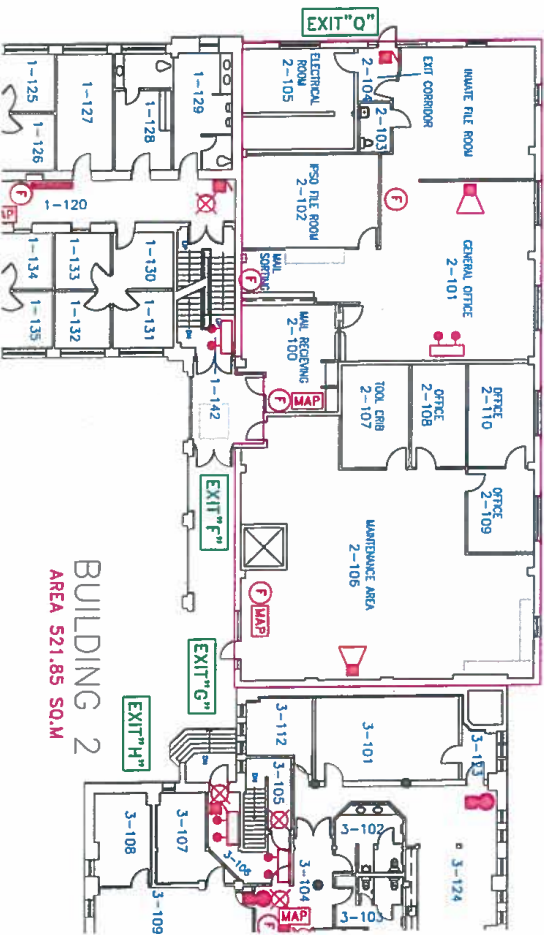 EXIT"Q"
ELECTRICAL
ROOM
2-105
2-104
EXIT CORRIDOR
2-103
INMATE FILE ROOM
IPSO FILE ROOM
2-102
F
GENERAL OFFICE
2-101
MAIL
SORTING
F
MAIL RECIEVING
2-100
F
MAP
TOOL CRIB
2-107
OFFICE
2-108
OFFICE
2-110
OFFICE
2-109
MAINTENANCE AREA
2-106
F
MAP
1-125
1-126
1-127
1-128
1-129
1-120
F
1-134
1-135
1-133
1-132
1-130
1-131
1-142
EXIT"F"
EXIT"G"
EXIT"H"
BUILDING 2
AREA 521.85 SQ.M
3-112
3-101
3-123
3-105
3-102
3-124
3-106
3-107
3-108
3-109
3-104
3-103
MAP
F